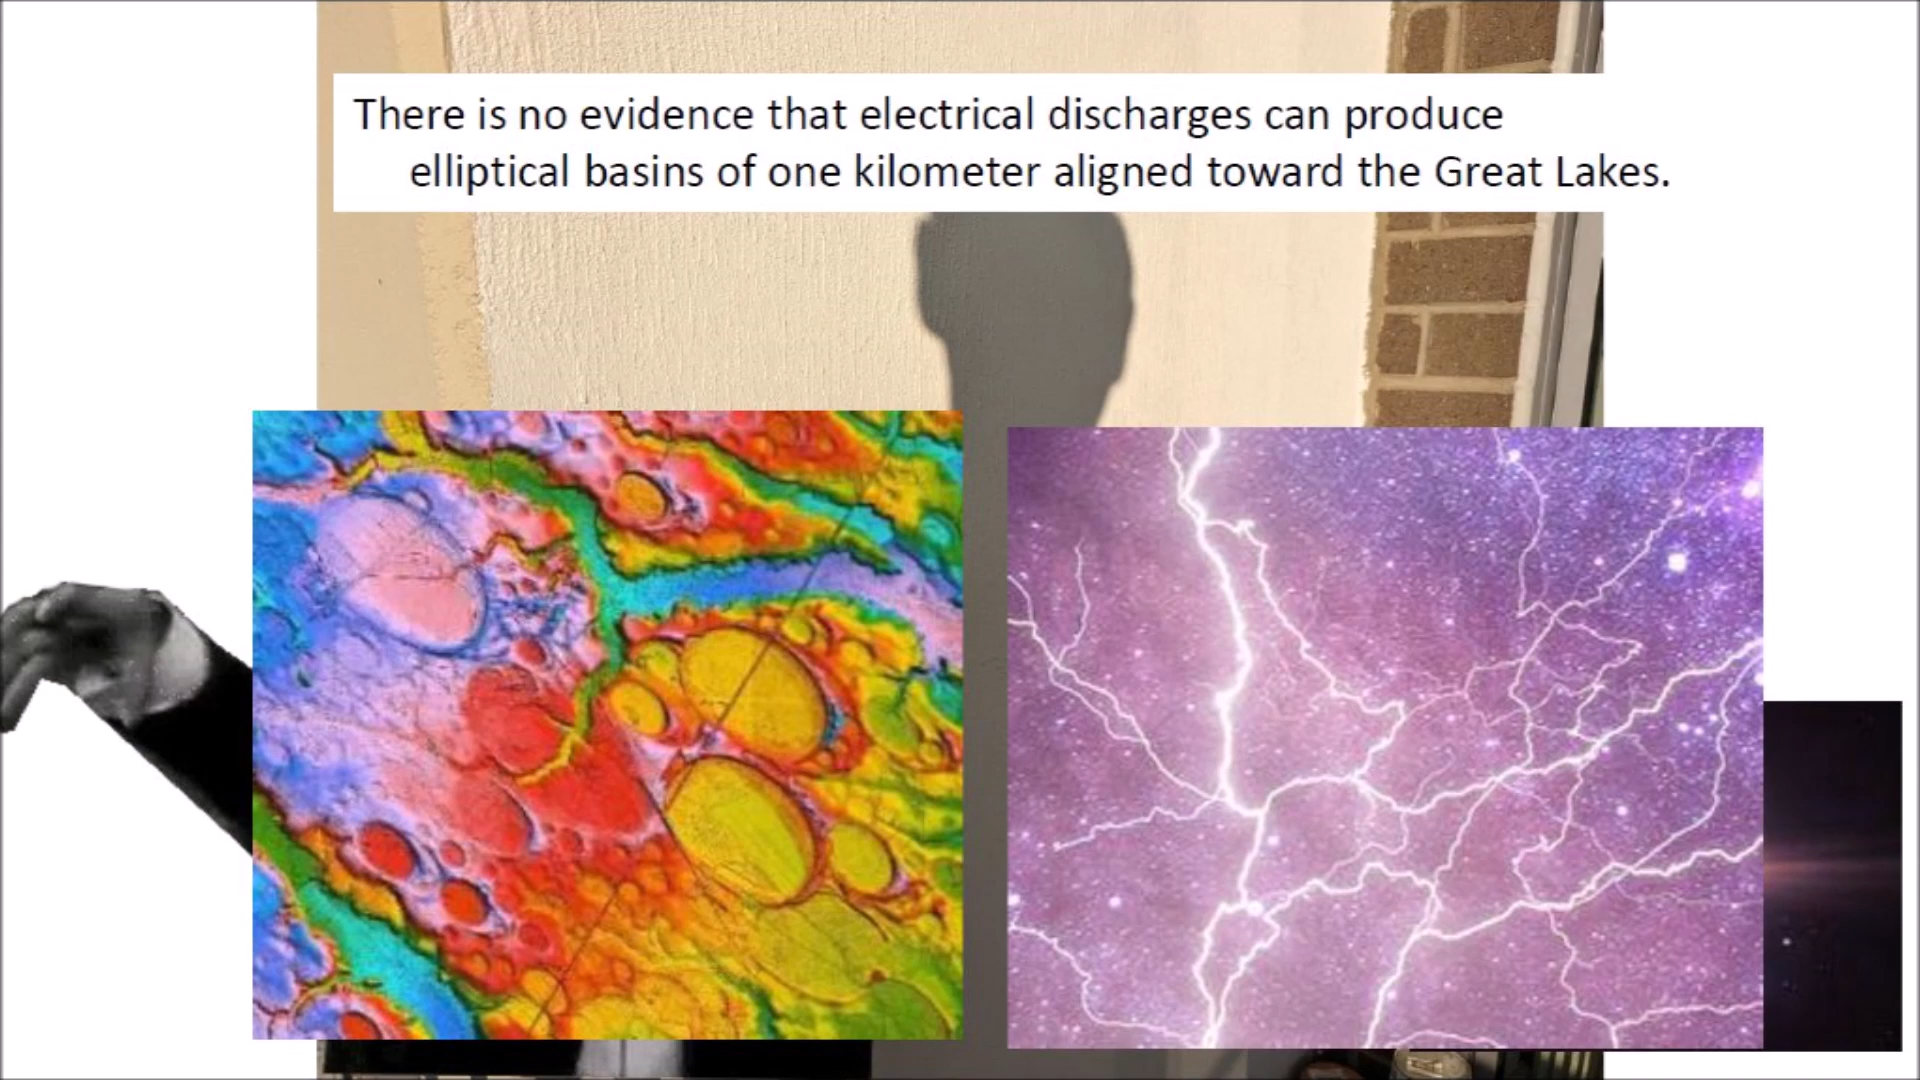 There is no evidence that electrical discharges can produce
elliptical basins of one kilometer aligned toward the Great Lakes.